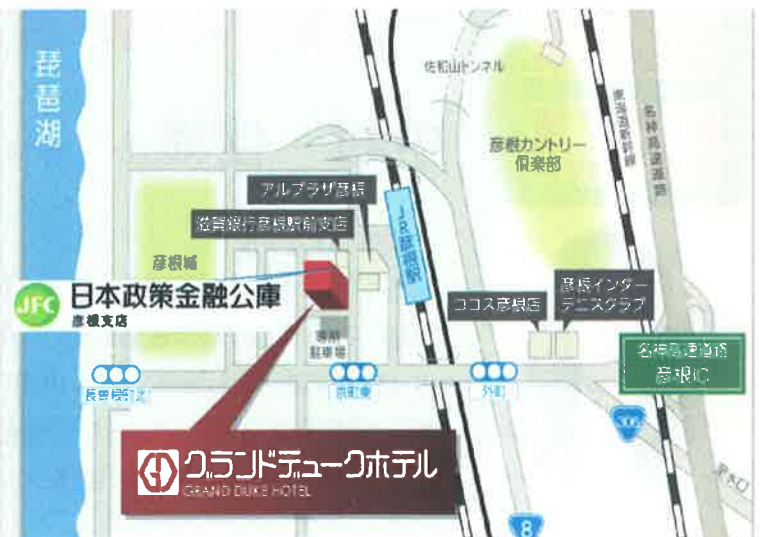 琵琶湖
佐和山トンネル
彦根カントリー
倶楽部
東海道新幹線
名神高速道路
アルプラザ彦根
滋賀銀行彦根駅前支店
JR彦根駅
彦根城
JFC 日本政策金融公庫
彦根支店
ココス彦根店
彦根インター
テニスクラブ
専用
駐車場
名神高速道路
彦根IC
長曽根町北
京町東
外町
306
グランドデュークホテル
GRAND DUKE HOTEL
8